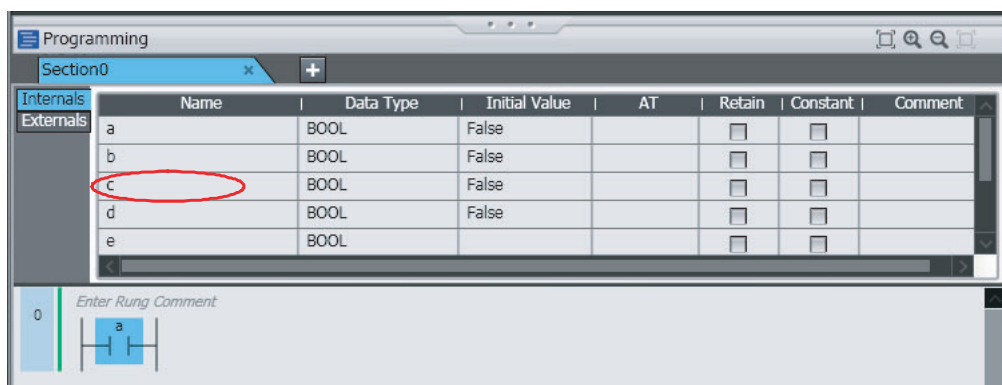 Programming
Section0
Internals
Externals
Name Data Type Initial Value AT Retain Constant Comment
a BOOL False
b BOOL False
c BOOL False
d BOOL False
e BOOL
0 Enter Rung Comment
a